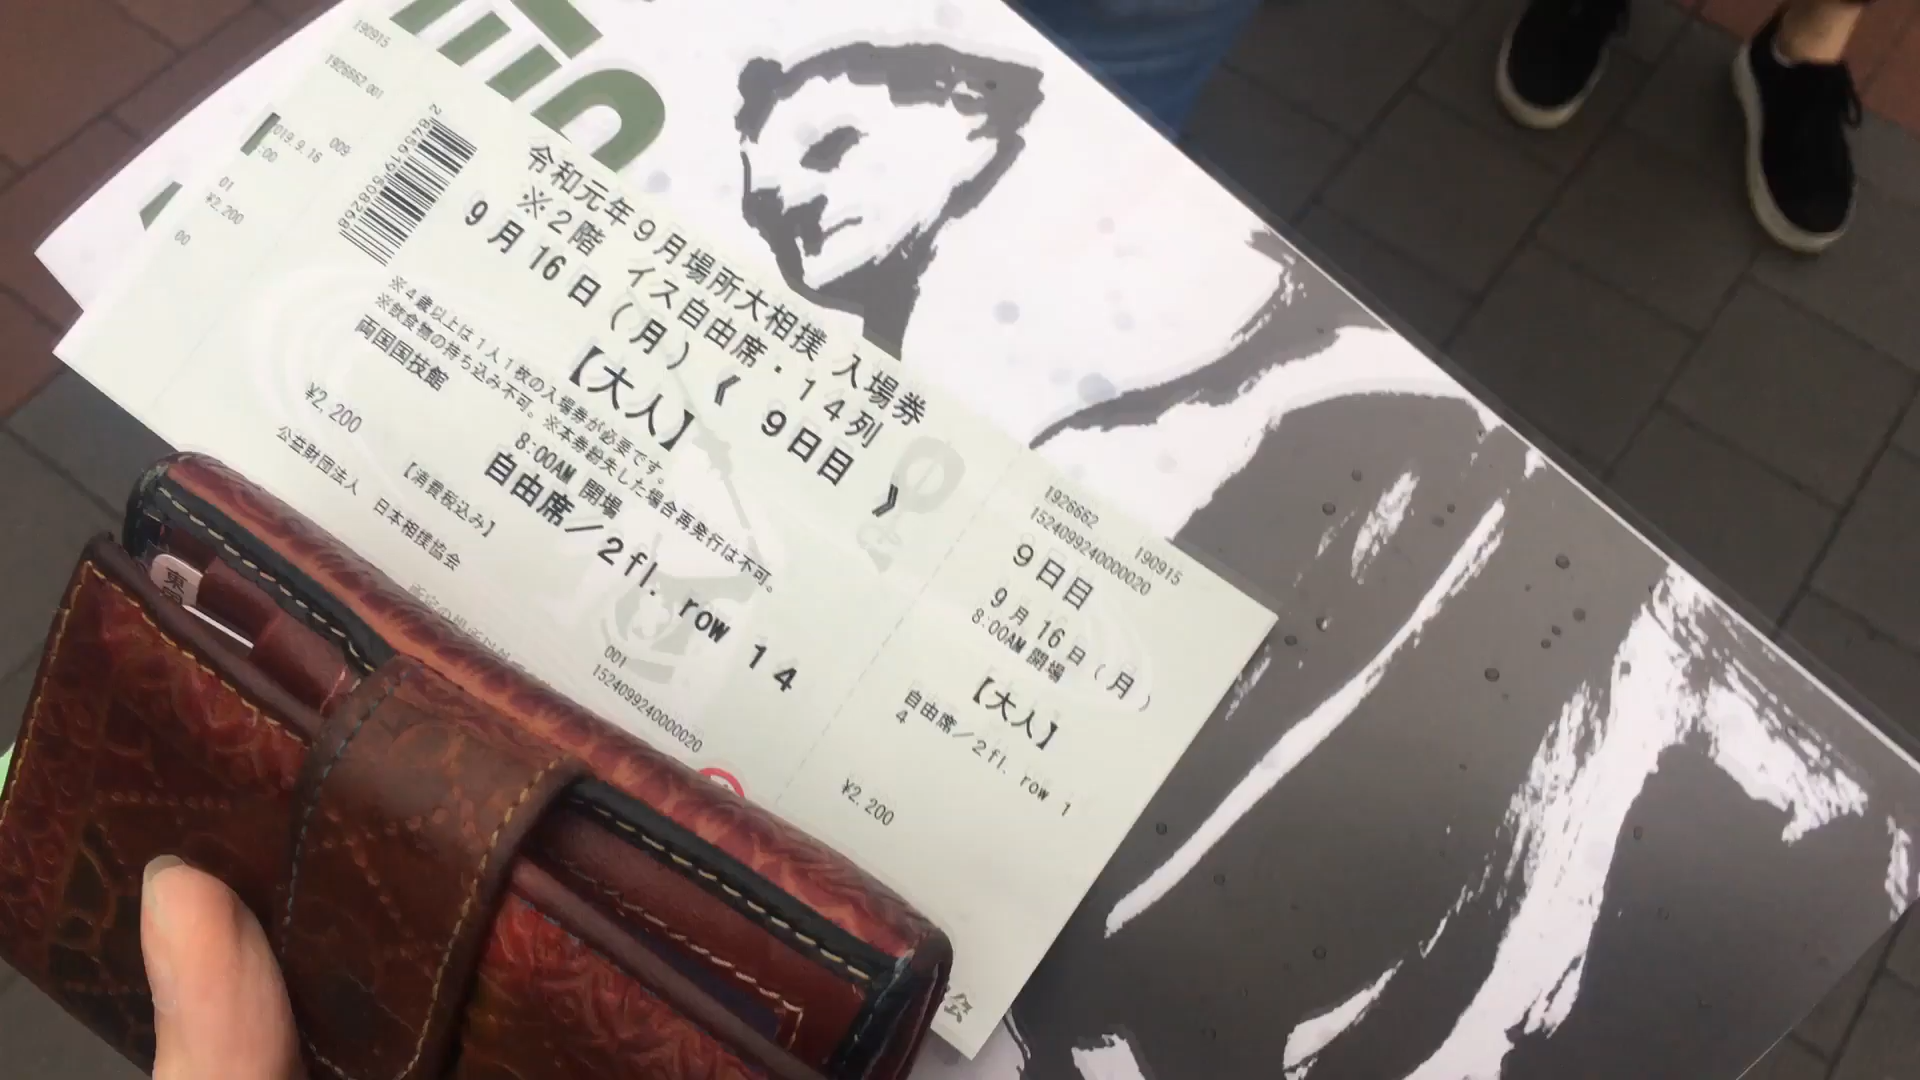 190915
1926662 001
2019.9.16
009
:00
01
¥2,200
00
令和元年9月場所大相撲 入場券
※2階 イス自由席・14列
9月16日(月)《 9日目 》
【大人】
※4歳以上は1人1枚の入場券が必要です。
※飲食物の持ち込み不可。※本券紛失した場合再発行は不可。
両国国技館
8:00AM 開場
自由席/2fl. row 14
¥2,200
【消費税込み】
公益財団法人 日本相撲協会
001
15240992400000020
1926662 190915
15240992400000020
9日目
9月16日(月)
8:00AM 開場
【大人】
自由席/2fl. row 1
4
¥2,200
会